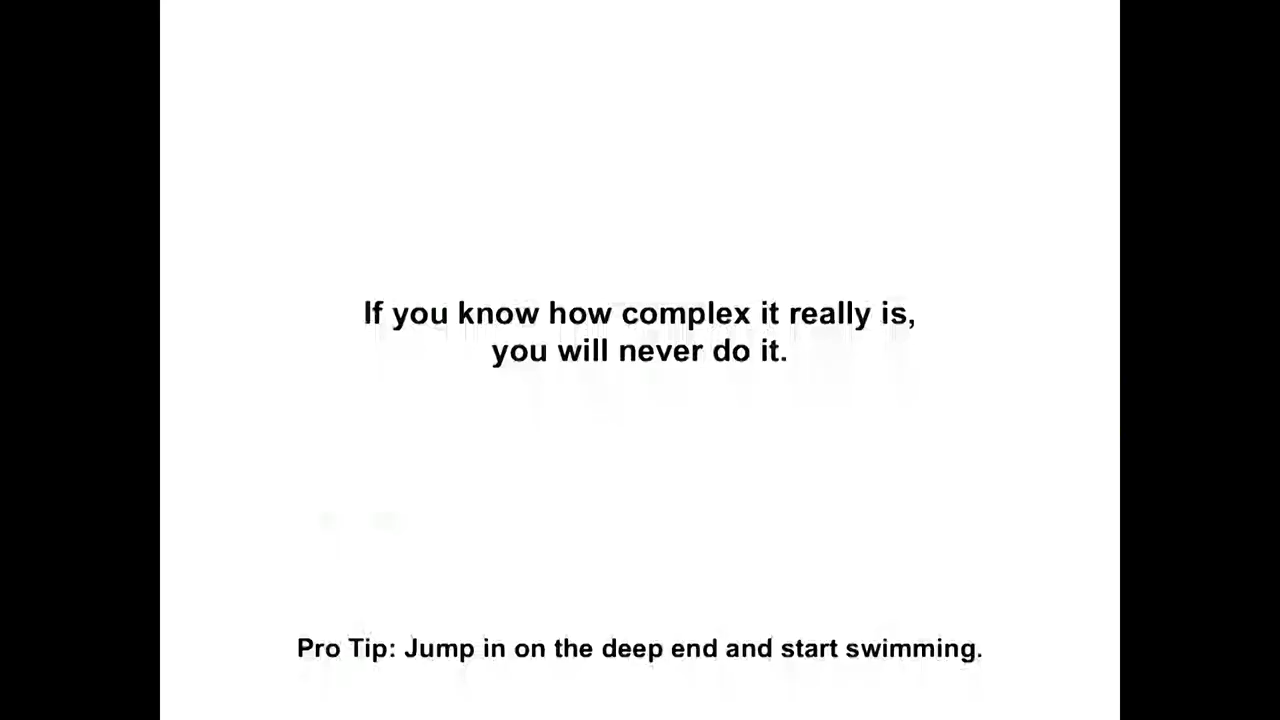 If you know how complex it really is,
you will never do it.
Pro Tip: Jump in on the deep end and start swimming.